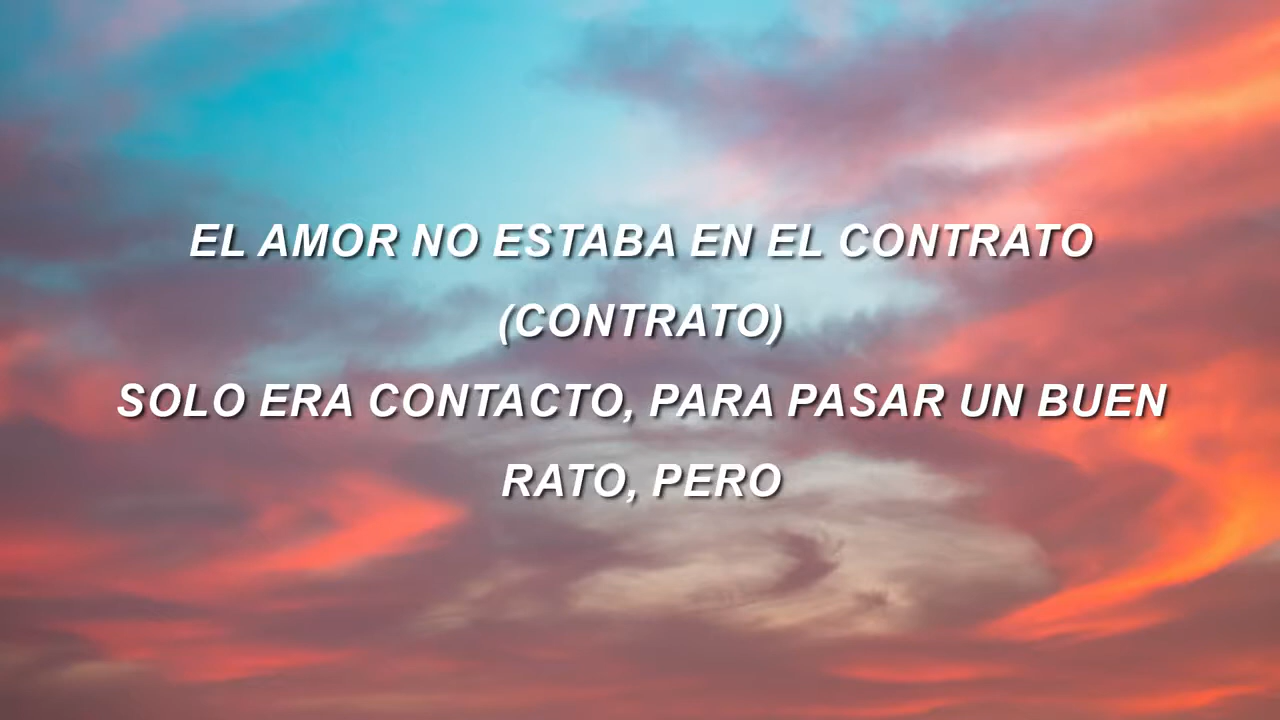 EL AMOR NO ESTABA EN EL CONTRATO
(CONTRATO)
SOLO ERA CONTACTO, PARA PASAR UN BUEN
RATO, PERO